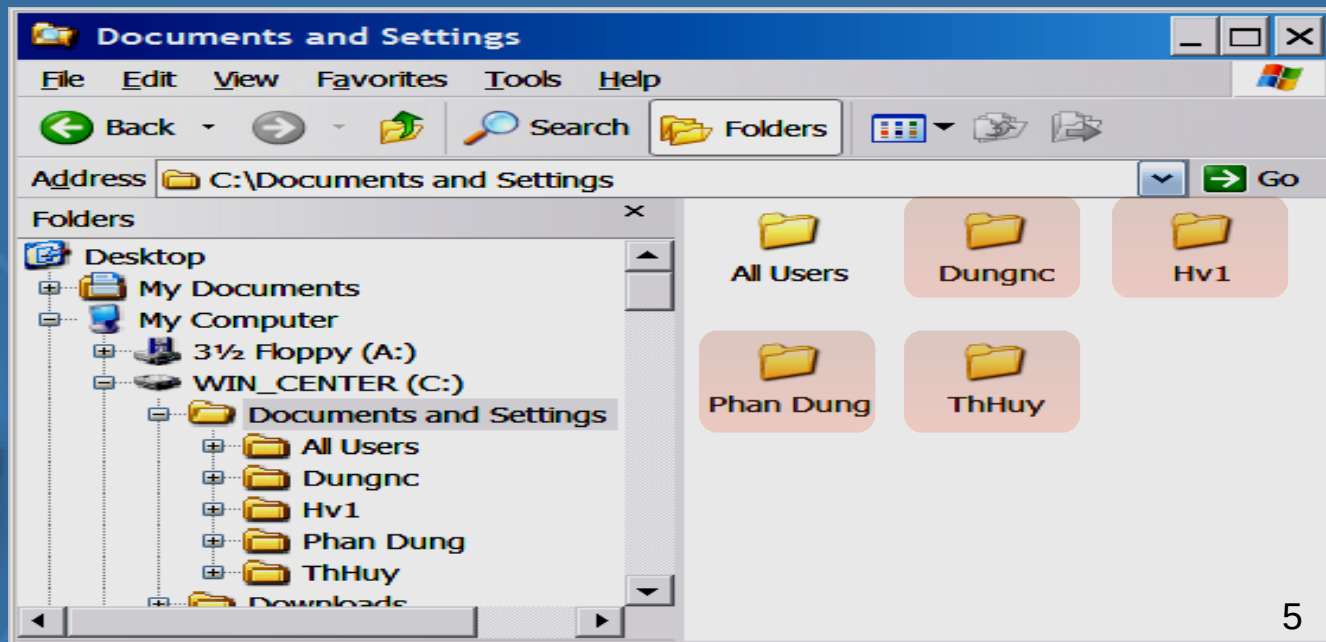 Documents and Settings
File Edit View Favorites Tools Help
Back Search Folders
Address C:\Documents and Settings Go
Folders
Desktop
My Documents
My Computer
3½ Floppy (A:)
WIN_CENTER (C:)
Documents and Settings
All Users
Dungnc
Hv1
Phan Dung
ThHuy
Downloads
All Users Dungnc Hv1
Phan Dung ThHuy
5